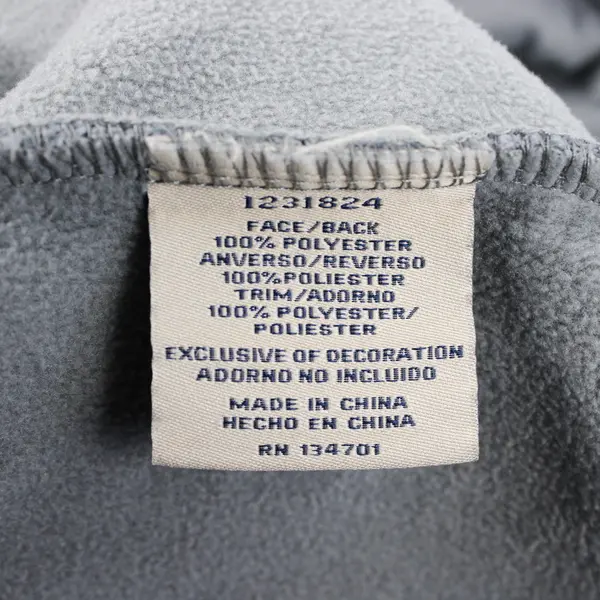 1231824
FACE/BACK
100% POLYESTER
ANVERSO/REVERSO
100%POLIESTER
TRIM/ADORNO
100% POLYESTER/
POLIESTER
EXCLUSIVE OF DECORATION
ADORNO NO INCLUIDO
MADE IN CHINA
HECHO EN CHINA
RN 134701